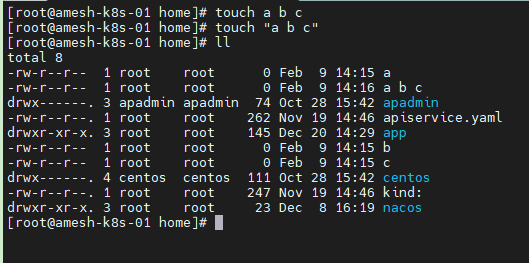 [root@amesh-k8s-01 home]# touch a b c
[root@amesh-k8s-01 home]# touch "a b c"
[root@amesh-k8s-01 home]# ll
total 8
-rw-r--r--  1 root    root      0 Feb  9 14:15 a
-rw-r--r--  1 root    root      0 Feb  9 14:16 a b c
drwx------. 3 apadmin apadmin  74 Oct 28 15:42 apadmin
-rw-r--r--. 1 root    root    262 Nov 19 14:46 apiservice.yaml
drwxr-xr-x. 3 root    root    145 Dec 20 14:29 app
-rw-r--r--  1 root    root      0 Feb  9 14:15 b
-rw-r--r--  1 root    root      0 Feb  9 14:15 c
drwx------. 4 centos  centos  111 Oct 28 15:42 centos
-rw-r--r--. 1 root    root    247 Nov 19 14:46 kind:
drwxr-xr-x. 3 root    root     23 Dec  8 16:19 nacos
[root@amesh-k8s-01 home]#